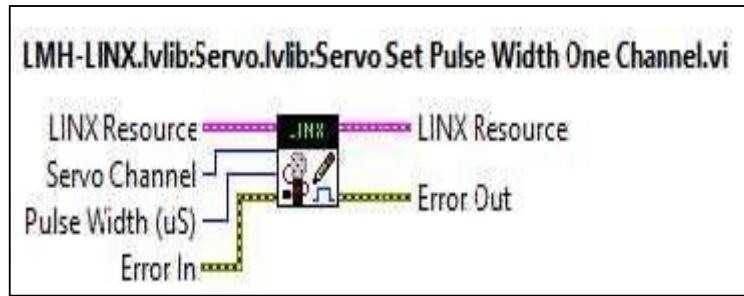 LMH-LINX.lvlib:Servo.lvlib:Servo Set Pulse Width One Channel.vi
LINX Resource
LINX
LINX Resource
Servo Channel
Pulse Width (uS)
Error Out
Error In